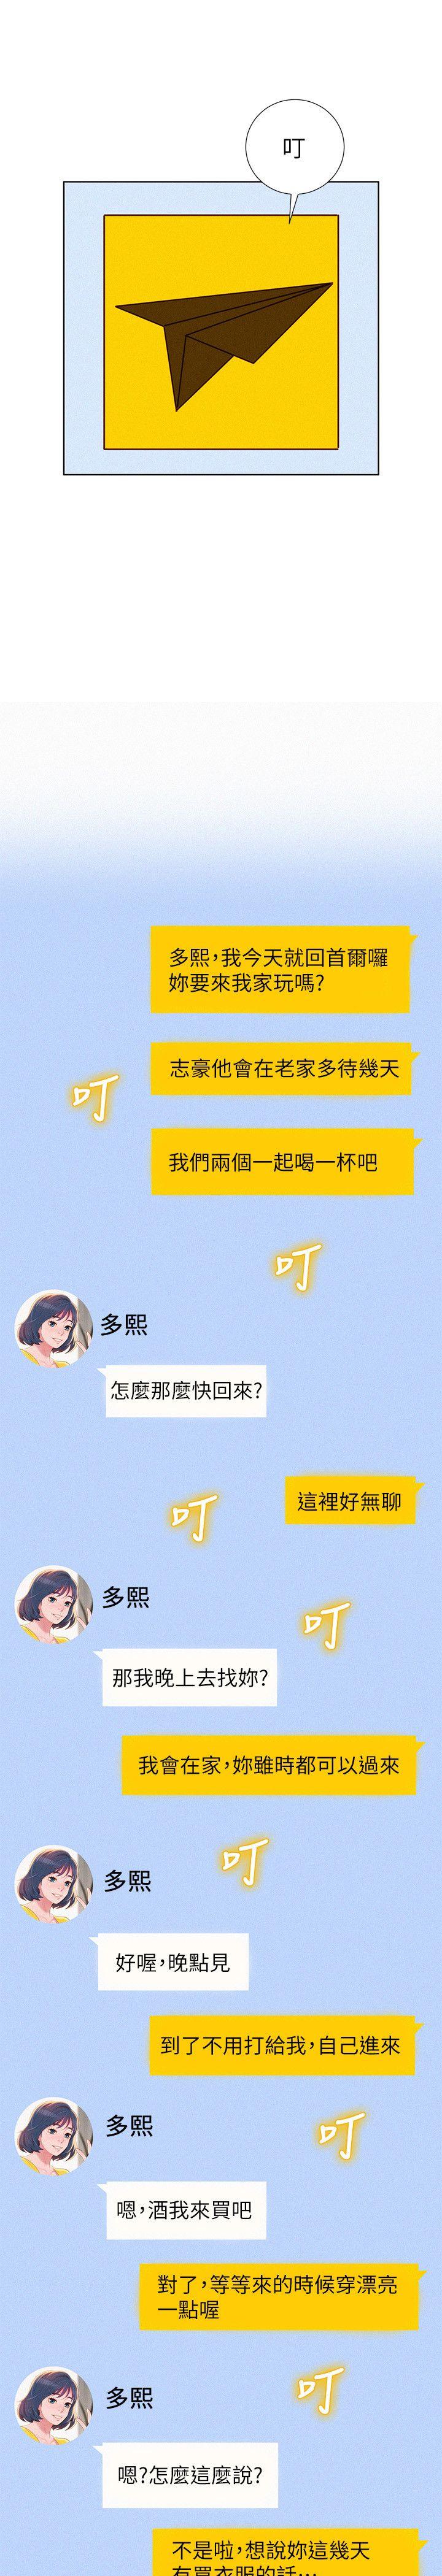 叮
多熙,我今天就回首爾囉
妳要來我家玩嗎?
志豪他會在老家多待幾天
叮
我們兩個一起喝一杯吧
叮
多熙
怎麼那麼快回來?
這裡好無聊
叮
多熙
叮
那我晚上去找妳?
我會在家,妳雖時都可以過來
叮
多熙
好喔,晚點見
到了不用打給我,自己進來
多熙
叮
嗯,酒我來買吧
對了,等等來的時候穿漂亮
一點喔
叮
多熙
嗯?怎麼這麼說?
不是啦,想說妳這幾天
有買衣服的話…